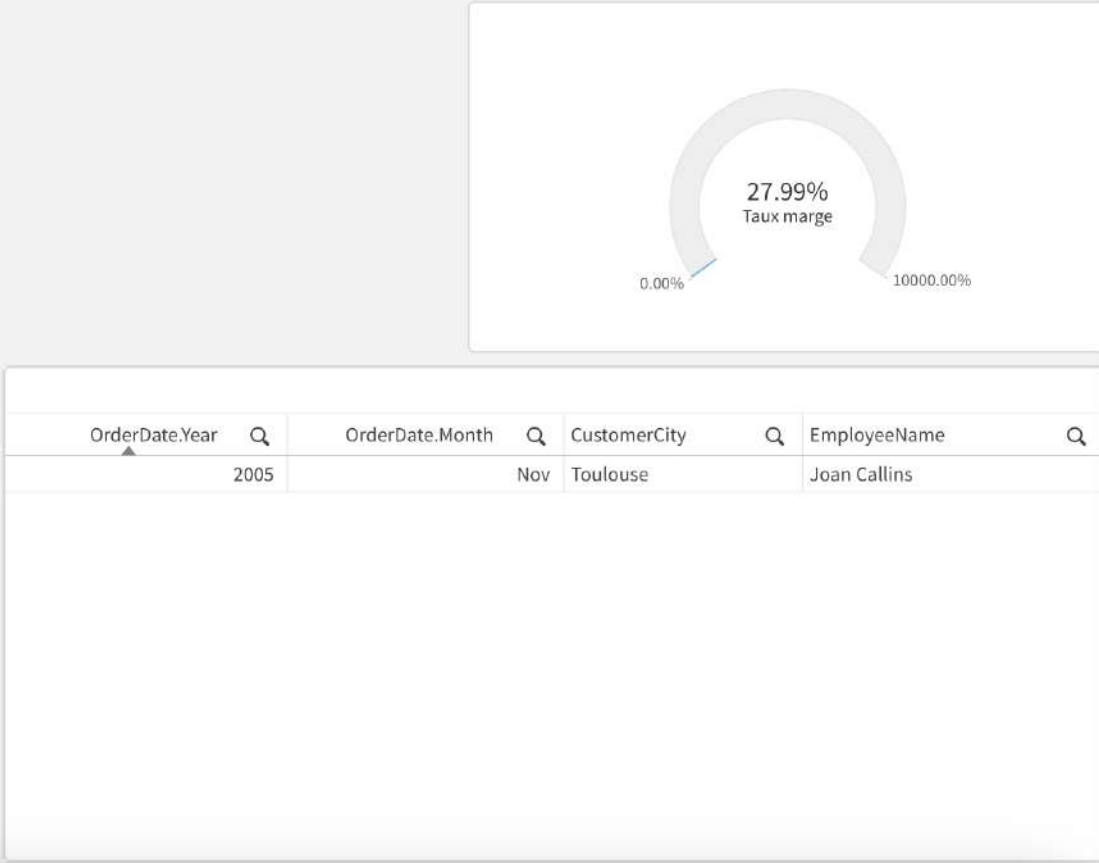 27.99%
Taux marge
0.00%
10000.00%
OrderDate.Year OrderDate.Month CustomerCity EmployeeName
2005 Nov Toulouse Joan Callins